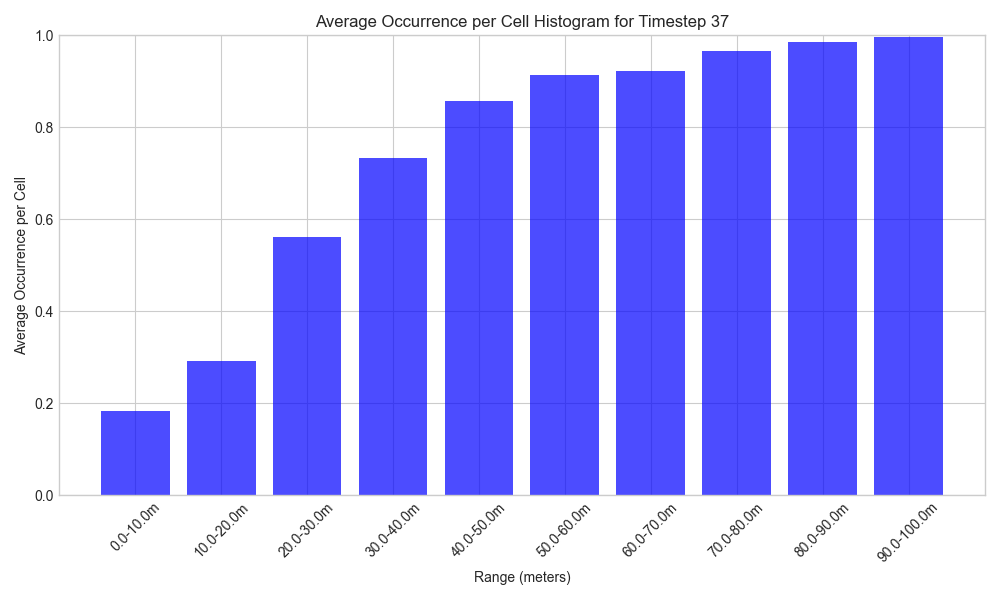 Average Occurrence per Cell Histogram for Timestep 37
Average Occurrence per Cell
1.0
0.8
0.6
0.4
0.2
0.0
0.0-10.0m
10.0-20.0m
20.0-30.0m
30.0-40.0m
40.0-50.0m
50.0-60.0m
60.0-70.0m
70.0-80.0m
80.0-90.0m
90.0-100.0m
Range (meters)